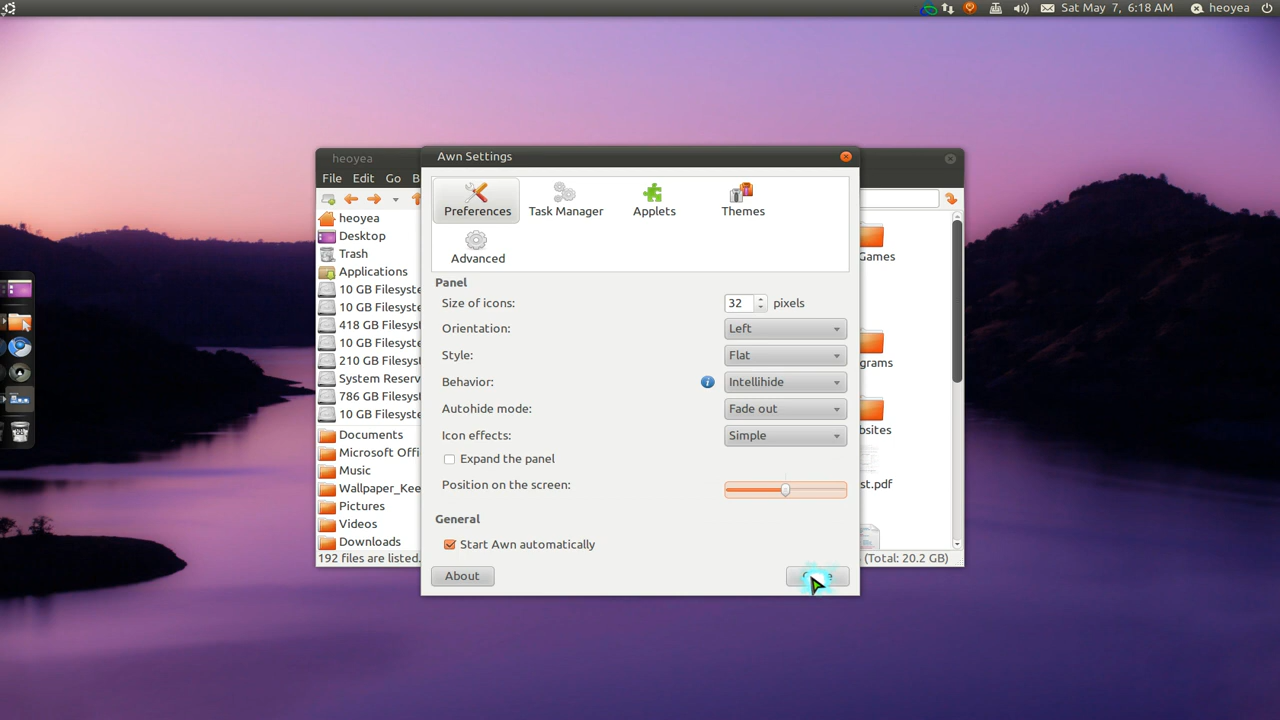 Sat May 7, 6:18 AM heoyea
heoyea
File Edit Go B
heoyea
Desktop
Trash
Applications
10 GB Filesyste
10 GB Filesyste
418 GB Filesyste
10 GB Filesyste
210 GB Filesyste
System Reserv
786 GB Filesyste
10 GB Filesyste
Documents
Microsoft Offi
Music
Wallpaper_Kee
Pictures
Videos
Downloads
192 files are listed.
Awn Settings
Preferences Task Manager Applets Themes
Advanced
Panel
Size of icons: 32 pixels
Orientation: Left
Style: Flat
Behavior: Intellihide
Autohide mode: Fade out
Icon effects: Simple
Expand the panel
Position on the screen:
General
Start Awn automatically
About
Games
grams
bsites
st.pdf
(Total: 20.2 GB)